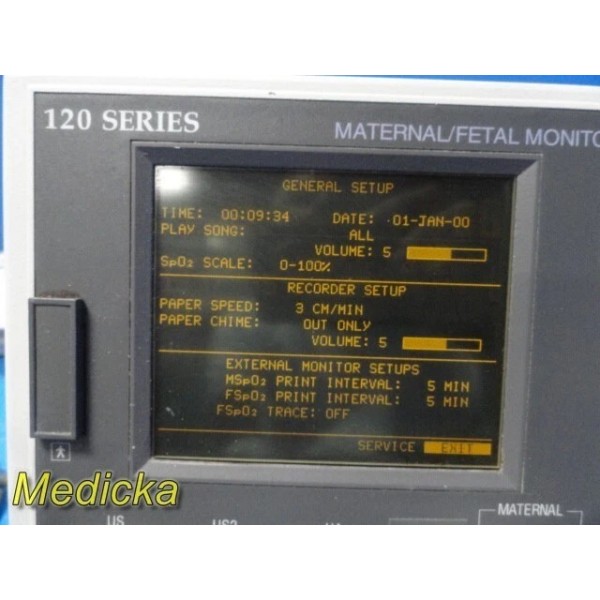 120 SERIES
MATERNAL/FETAL MONITO
GENERAL SETUP
TIME: 00:09:34 DATE: 01-JAN-00
PLAY SONG: ALL
VOLUME: 5
SpO2 SCALE: 0-100%
RECORDER SETUP
PAPER SPEED: 3 CM/MIN
PAPER CHIME: OUT ONLY
VOLUME: 5
EXTERNAL MONITOR SETUPS
MSpO2 PRINT INTERVAL: 5 MIN
FSpO2 PRINT INTERVAL: 5 MIN
FSpO2 TRACE: OFF
SERVICE EXIT
Medicka
US US2 UA MATERNAL